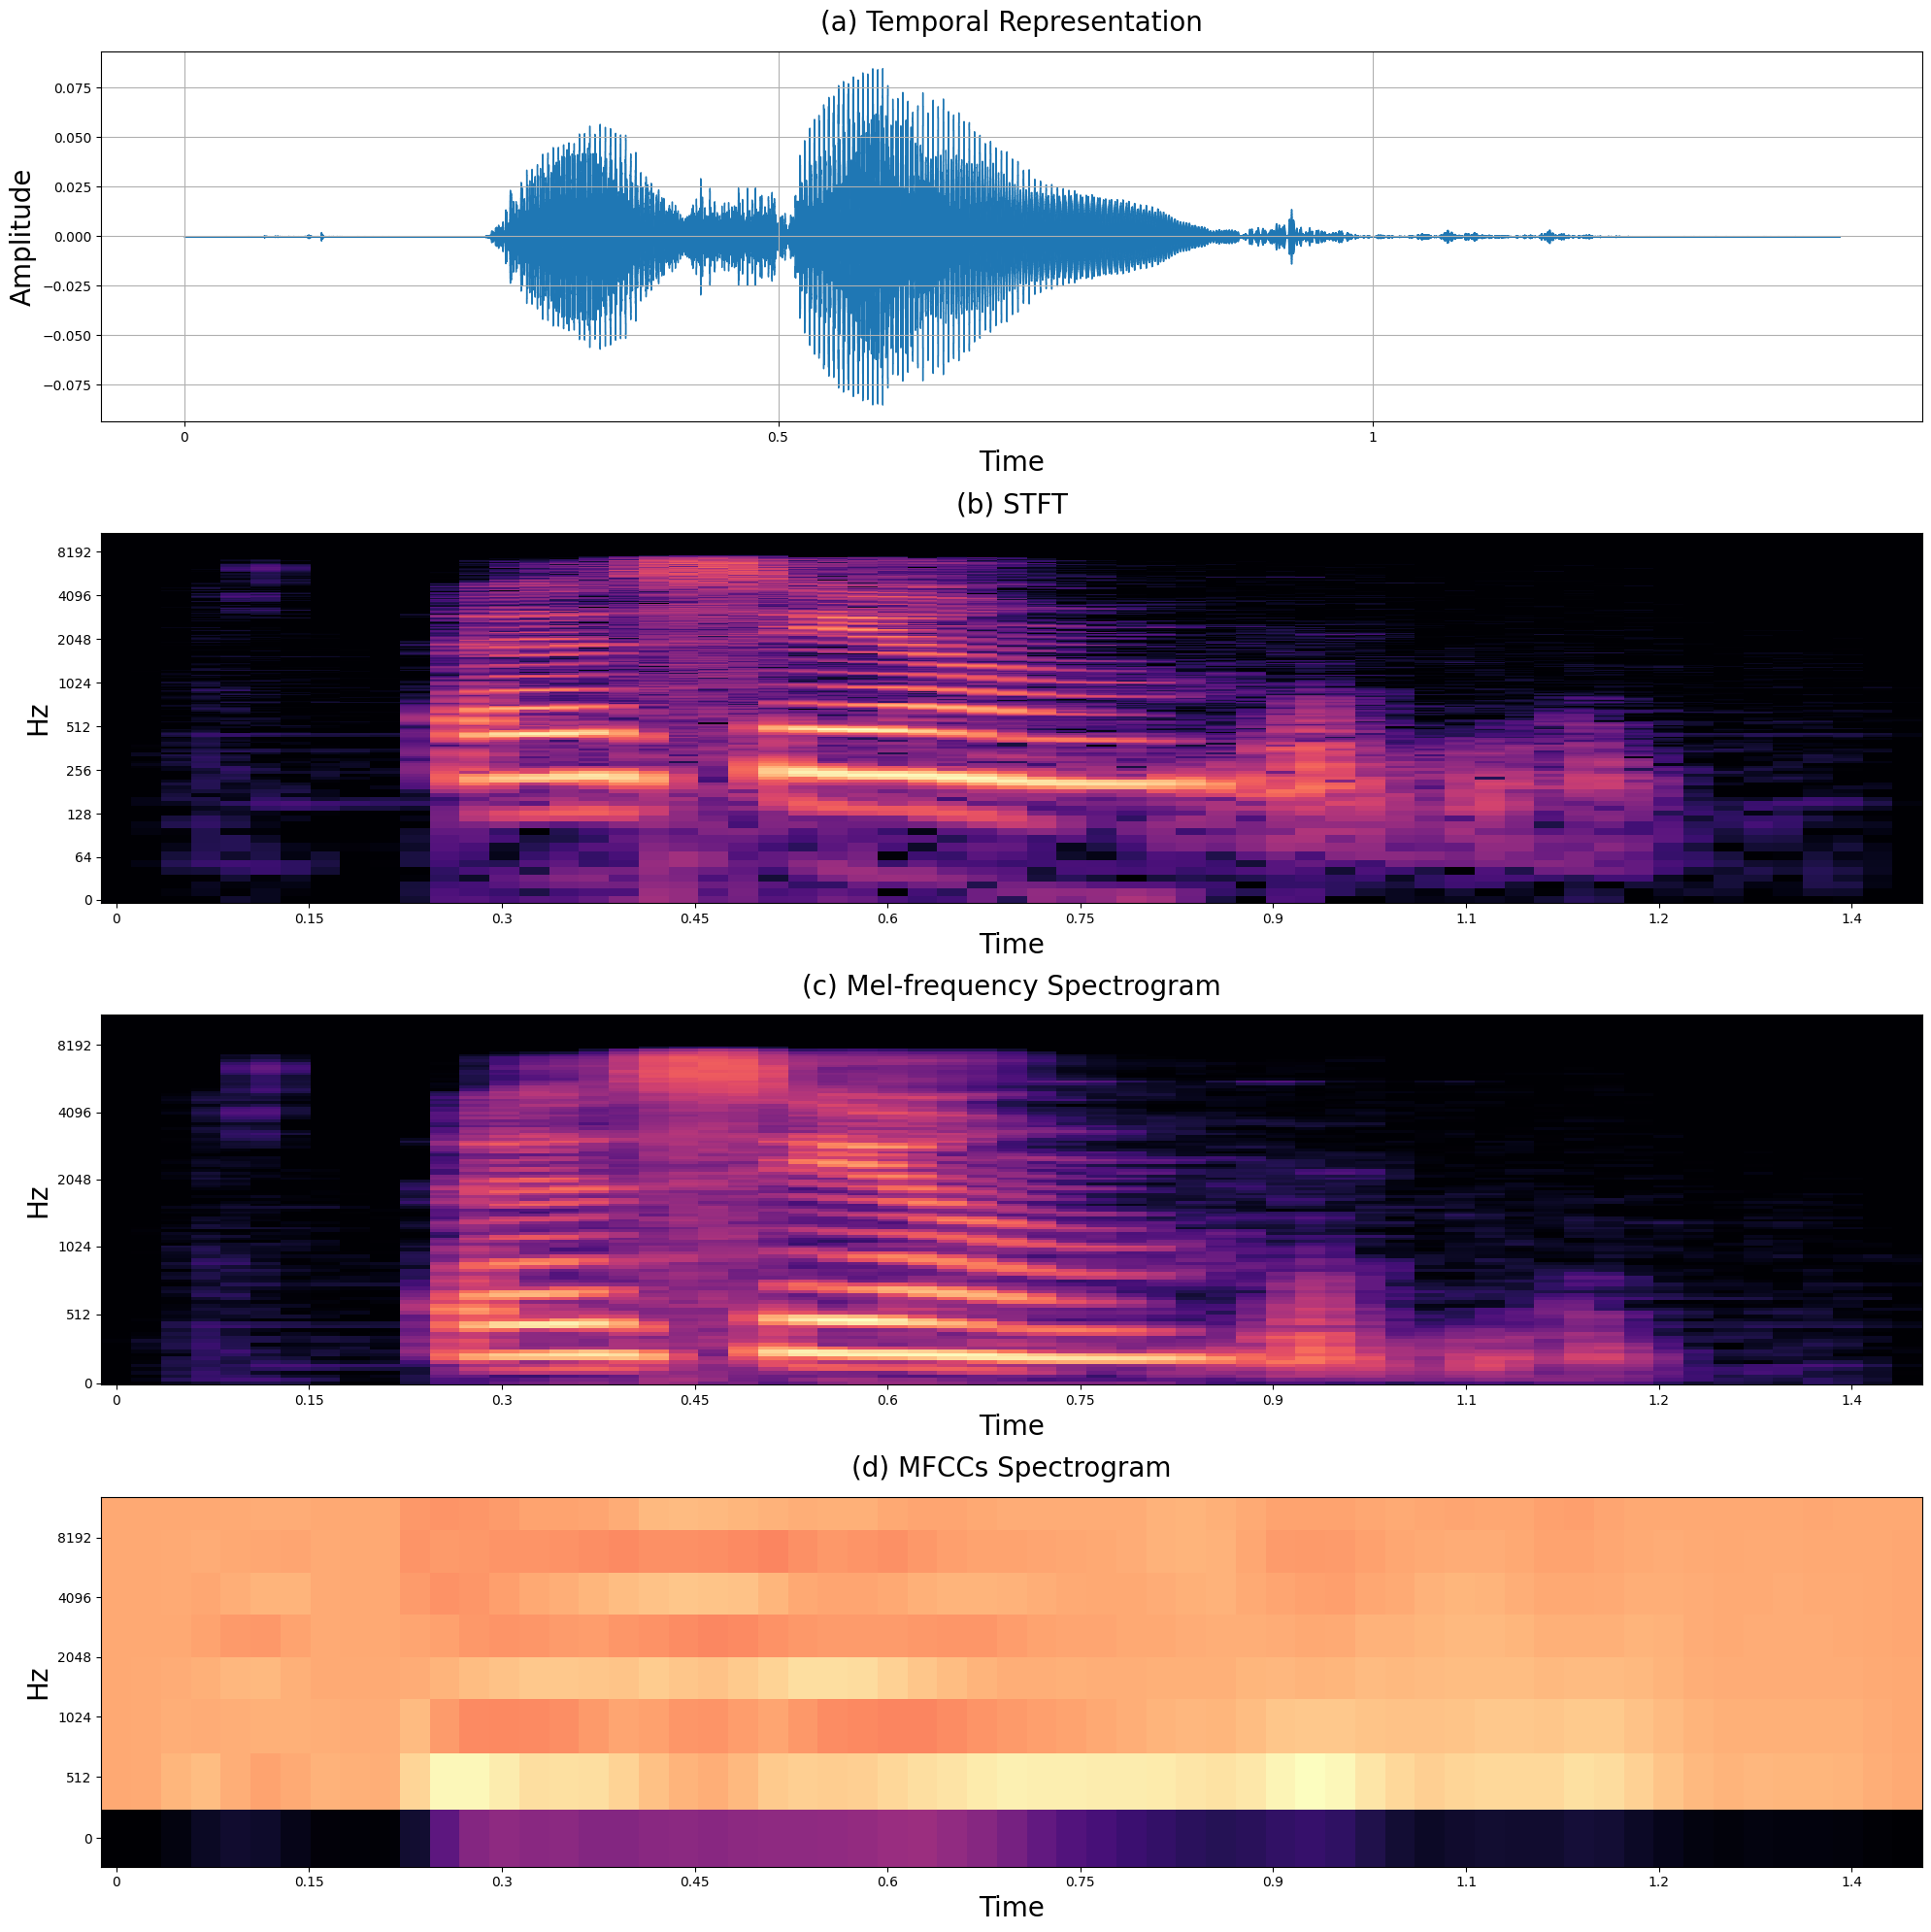 (a) Temporal Representation
0.075
0.050
0.025
0.000
−0.025
−0.050
−0.075
Amplitude
0 0.5 1
Time
(b) STFT
8192
4096
2048
1024
512
256
128
64
0
Hz
0 0.15 0.3 0.45 0.6 0.75 0.9 1.1 1.2 1.4
Time
(c) Mel-frequency Spectrogram
8192
4096
2048
1024
512
0
Hz
0 0.15 0.3 0.45 0.6 0.75 0.9 1.1 1.2 1.4
Time
(d) MFCCs Spectrogram
8192
4096
2048
1024
512
0
Hz
0 0.15 0.3 0.45 0.6 0.75 0.9 1.1 1.2 1.4
Time